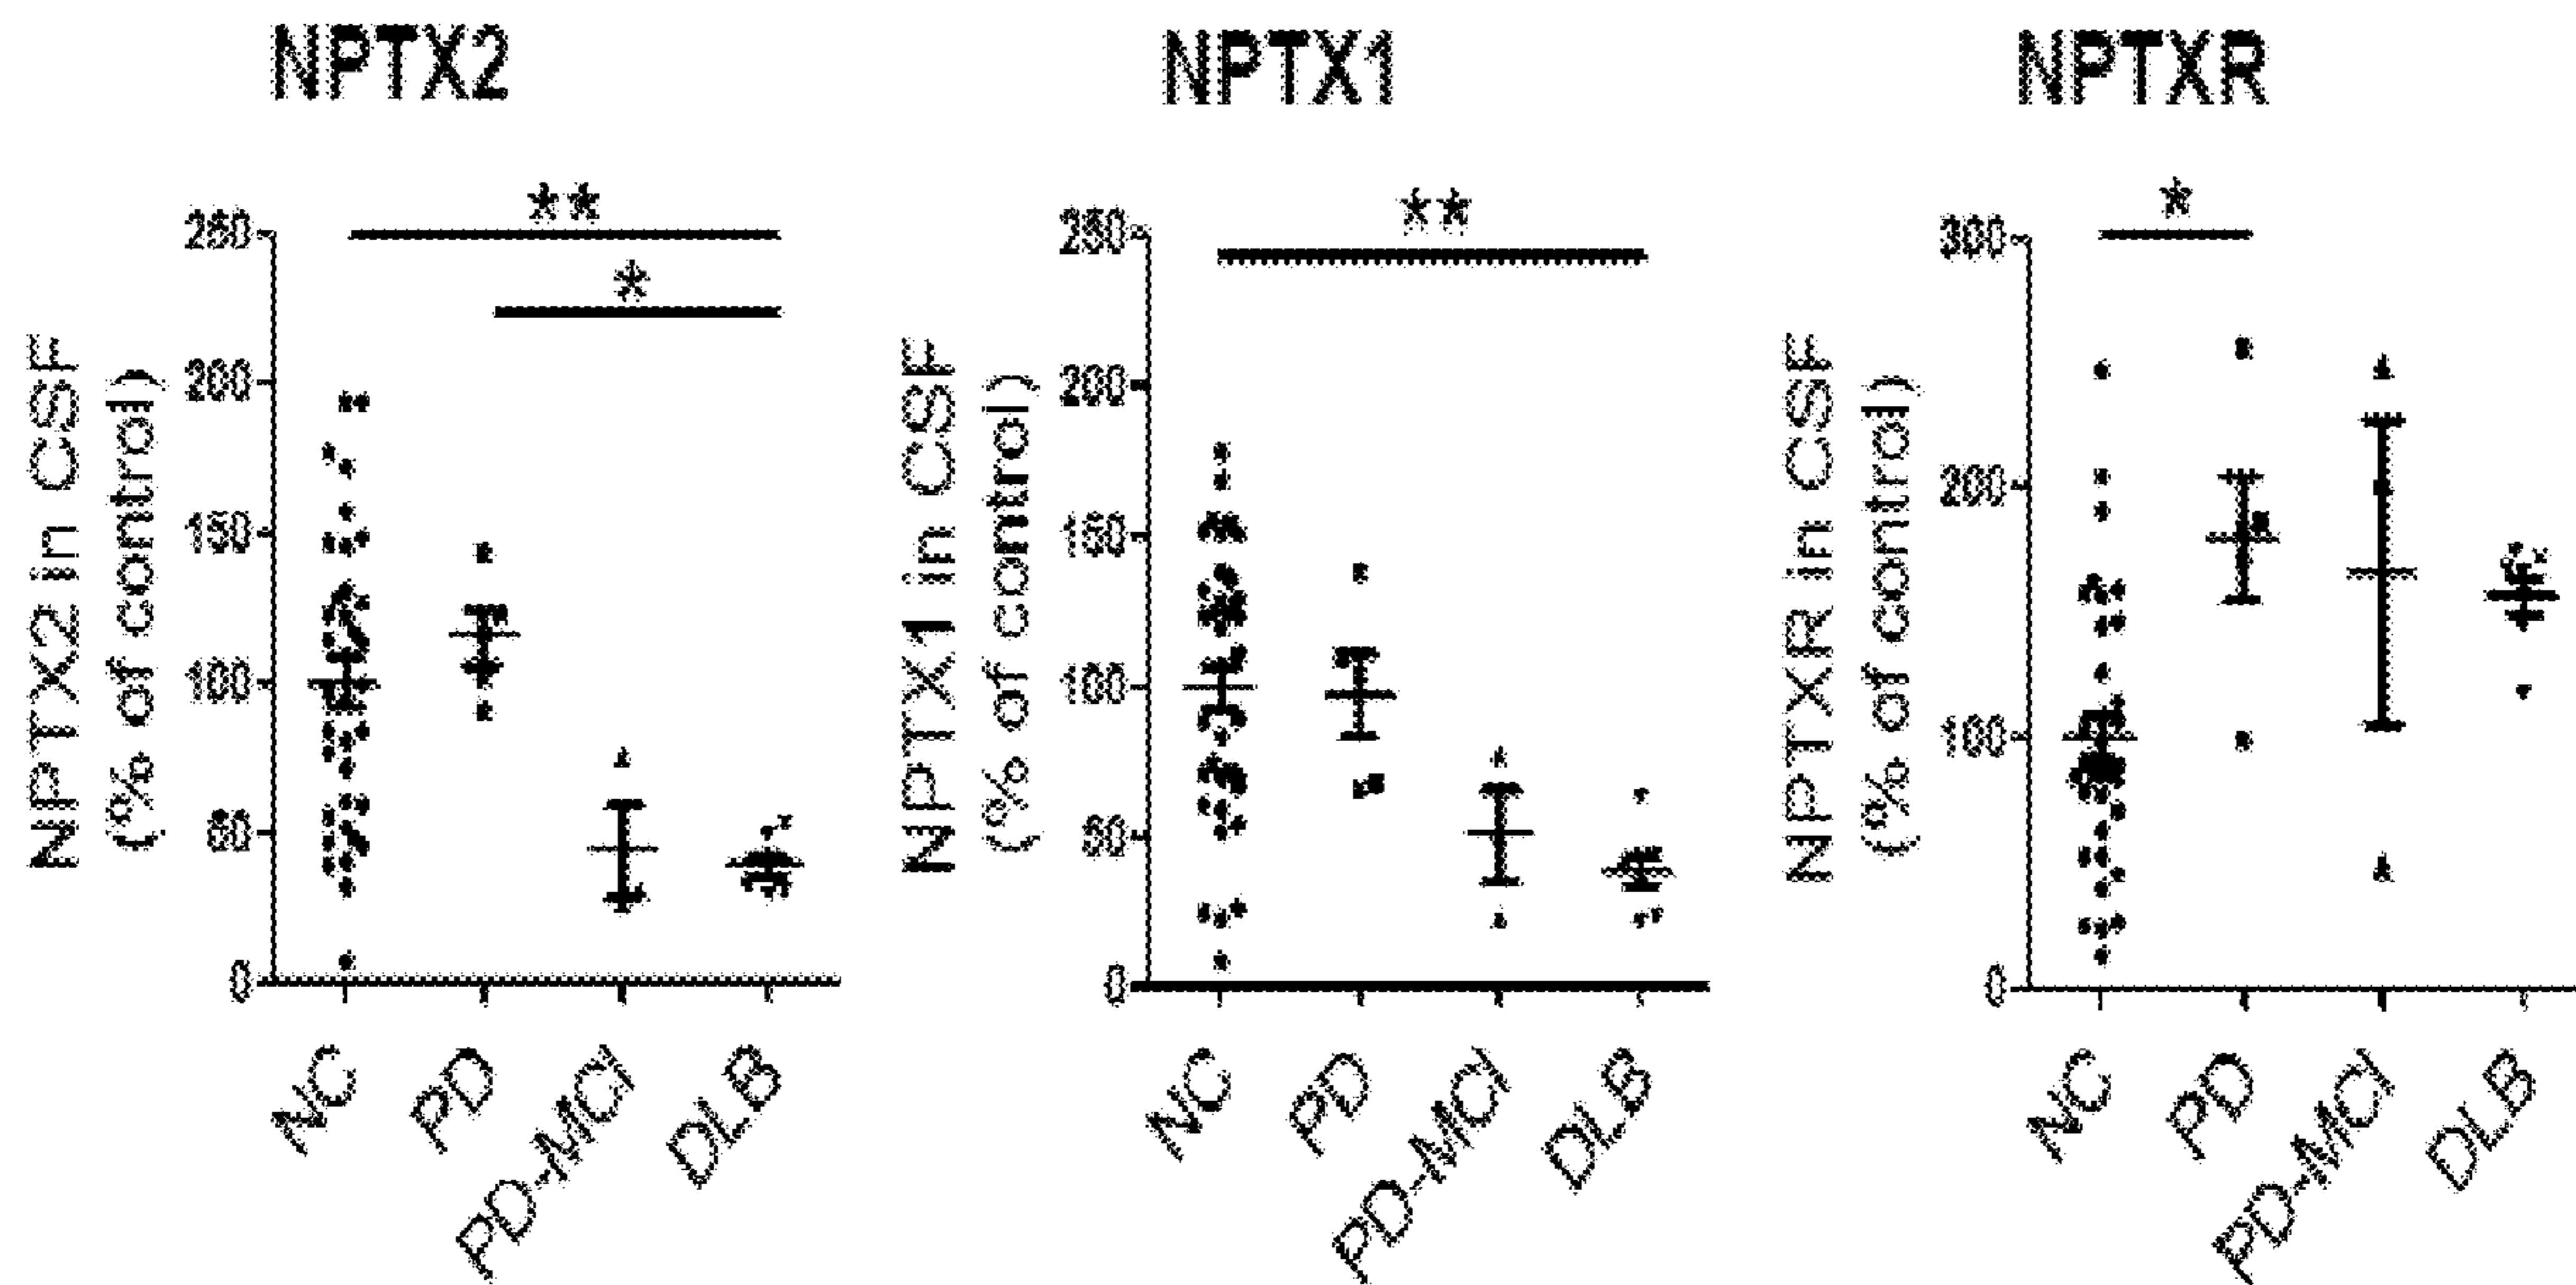 NPTX2
NPTX1
NPTXR
**
*
**
*
NPTX2 in CSF
(% of control)
250
200
150
100
50
0
NC
PD
PD-MCI
DLB
NPTX1 in CSF
(% of control)
250
200
150
100
50
0
NC
PD
PD-MCI
DLB
NPTXR in CSF
(% of control)
300
200
100
0
NC
PD
PD-MCI
DLB